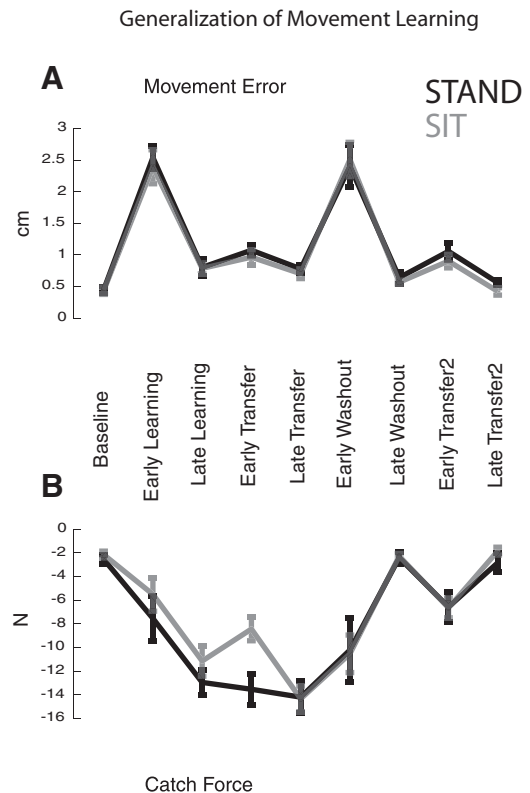 Generalization of Movement Learning
A
Movement Error
STAND
SIT
3
2.5
2
1.5
1
0.5
0
cm
Baseline
Early Learning
Late Learning
Early Transfer
Late Transfer
Early Washout
Late Washout
Early Transfer2
Late Transfer2
B
0
-2
-4
-6
-8
-10
-12
-14
-16
N
Catch Force